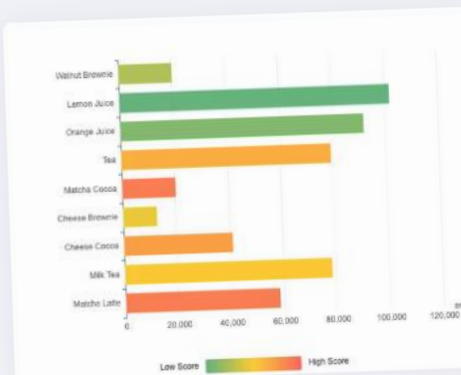 Walnut Brownie
Lemon Juice
Orange Juice
Tea
Matcha Cocoa
Cheese Brownie
Cheese Cocoa
Milk Tea
Matcha Latte
0 20,000 40,000 60,000 80,000 100,000 120,000
Low Score High Score